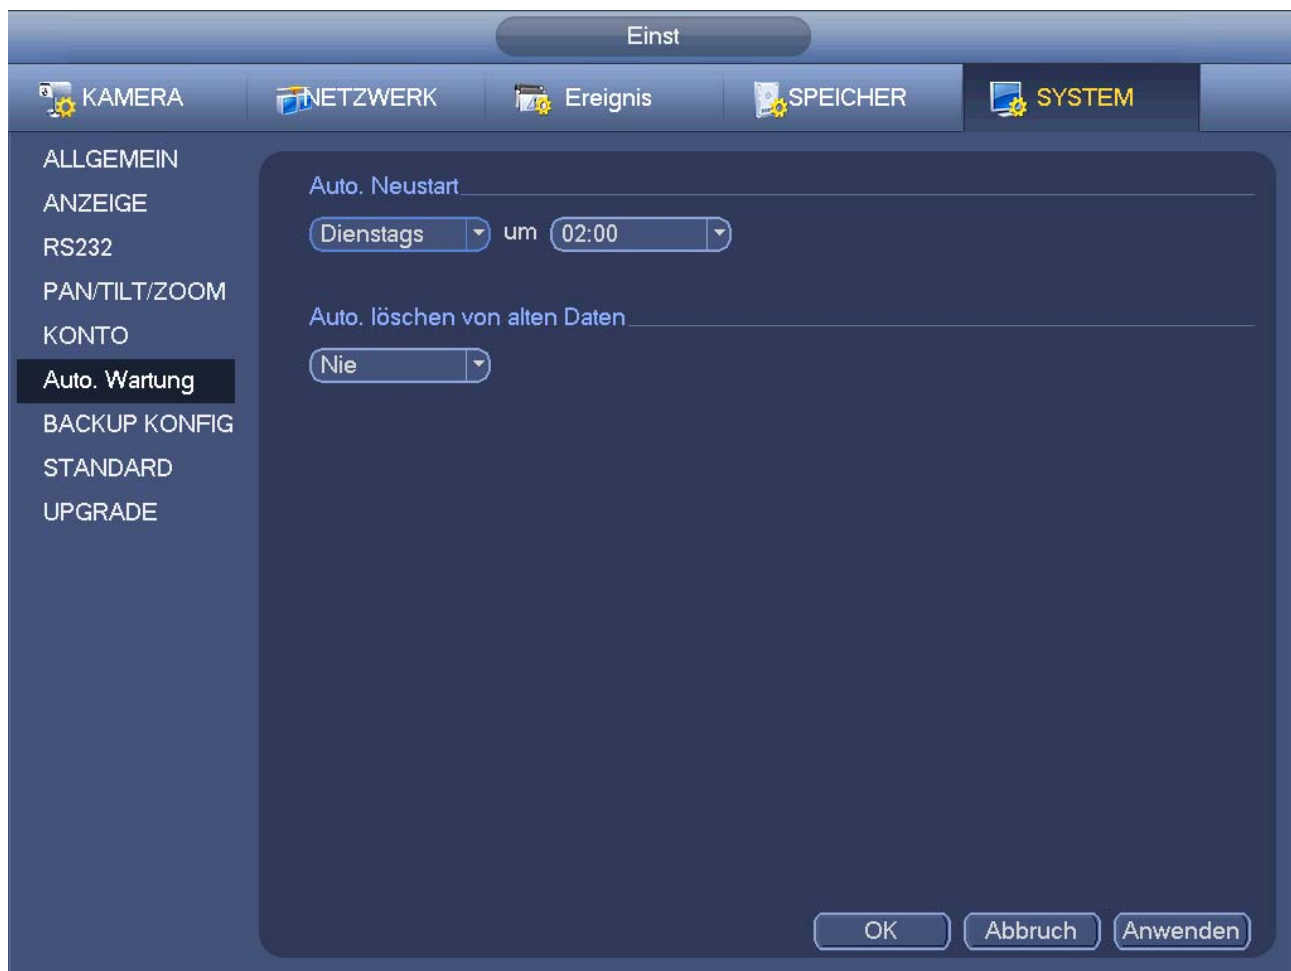 Einst
KAMERA
NETZWERK
Ereignis
SPEICHER
SYSTEM
ALLGEMEIN
ANZEIGE
RS232
PAN/TILT/ZOOM
KONTO
Auto. Wartung
BACKUP KONFIG
STANDARD
UPGRADE
Auto. Neustart
Dienstags um 02:00
Auto. löschen von alten Daten
Nie
OK
Abbruch
Anwenden